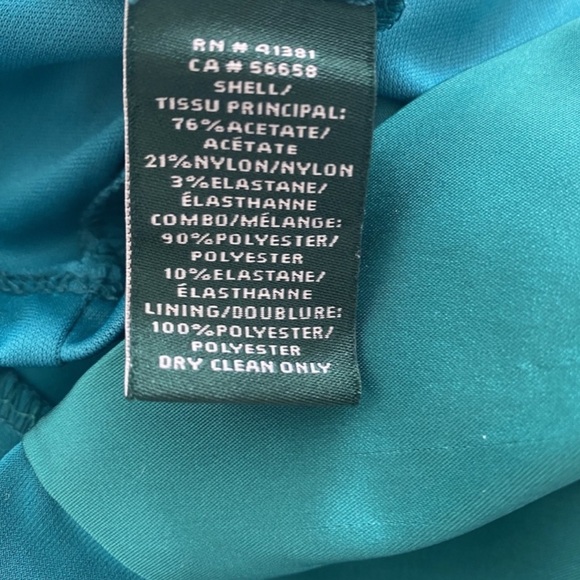 RN # 41381
CA # 56658
SHELL/
TISSU PRINCIPAL:
76%ACETATE/
ACÉTATE
21%NYLON/NYLON
3%ELASTANE/
ÉLASTHANNE
COMBO/MÉLANGE:
90%POLYESTER/
POLYESTER
10%ELASTANE/
ÉLASTHANNE
LINING/DOUBLURE:
100%POLYESTER/
POLYESTER
DRY CLEAN ONLY